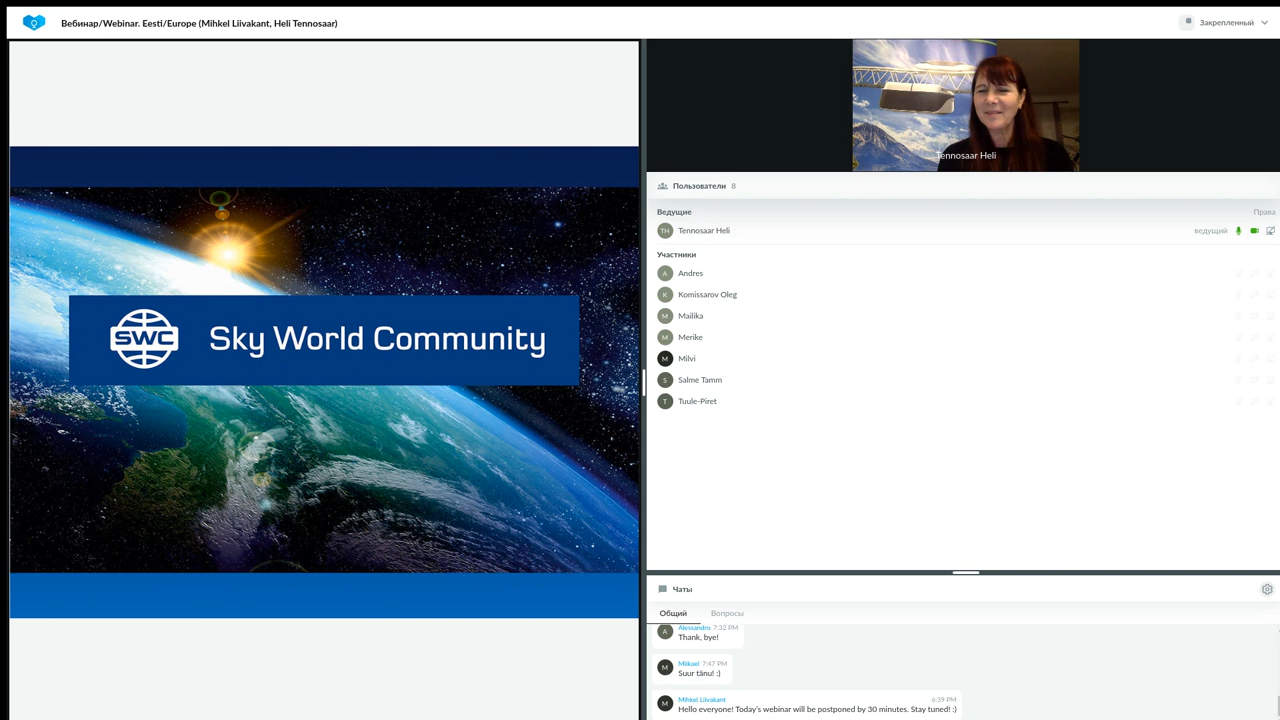 Вебинар/Webinar. Eesti/Europe (Mihkel Liivakant, Heli Tennosaar)
Закрепленный
SWC
Sky World Community
Tennosaar Heli
Пользователи 8
Ведущие
Права
TH Tennosaar Heli
ведущий
Участники
A Andres
K Komissarov Oleg
M Mailika
M Merike
M Milvi
S Salme Tamm
T Tuule-Piret
Чаты
Общий Вопросы
A Alessandro 7:32 PM
Thank, bye!
M Miikael 7:47 PM
Suur tänu! :)
M Mihkel Liivakant 6:39 PM
Hello everyone! Today's webinar will be postponed by 30 minutes. Stay tuned! :)